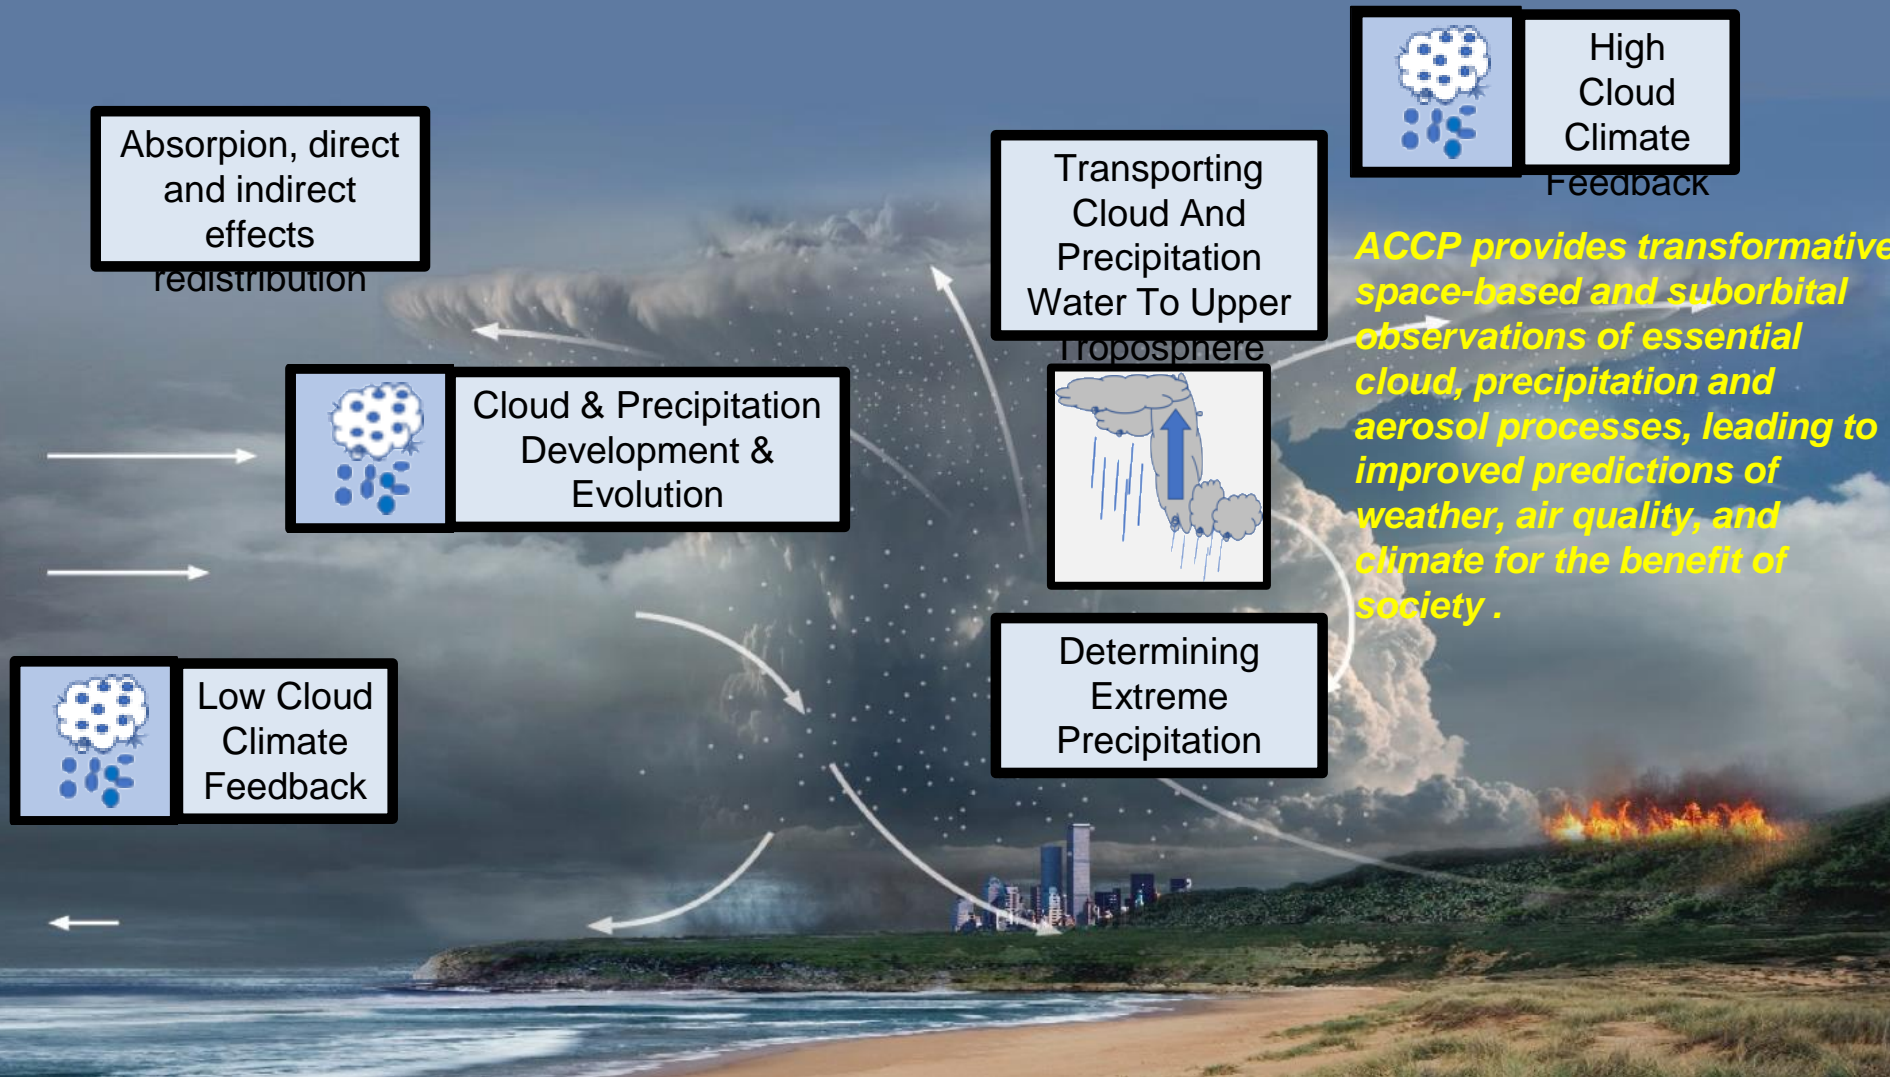 High
Cloud
Climate
Feedback
Absorpion, direct
and indirect
effects
redistribution
Transporting
Cloud And
Precipitation
Water To Upper
Troposphere
ACCP provides transformative
space-based and suborbital
observations of essential
cloud, precipitation and
aerosol processes, leading to
improved predictions of
weather, air quality, and
climate for the benefit of
society .
Cloud & Precipitation
Development &
Evolution
Determining
Extreme
Precipitation
Low Cloud
Climate
Feedback